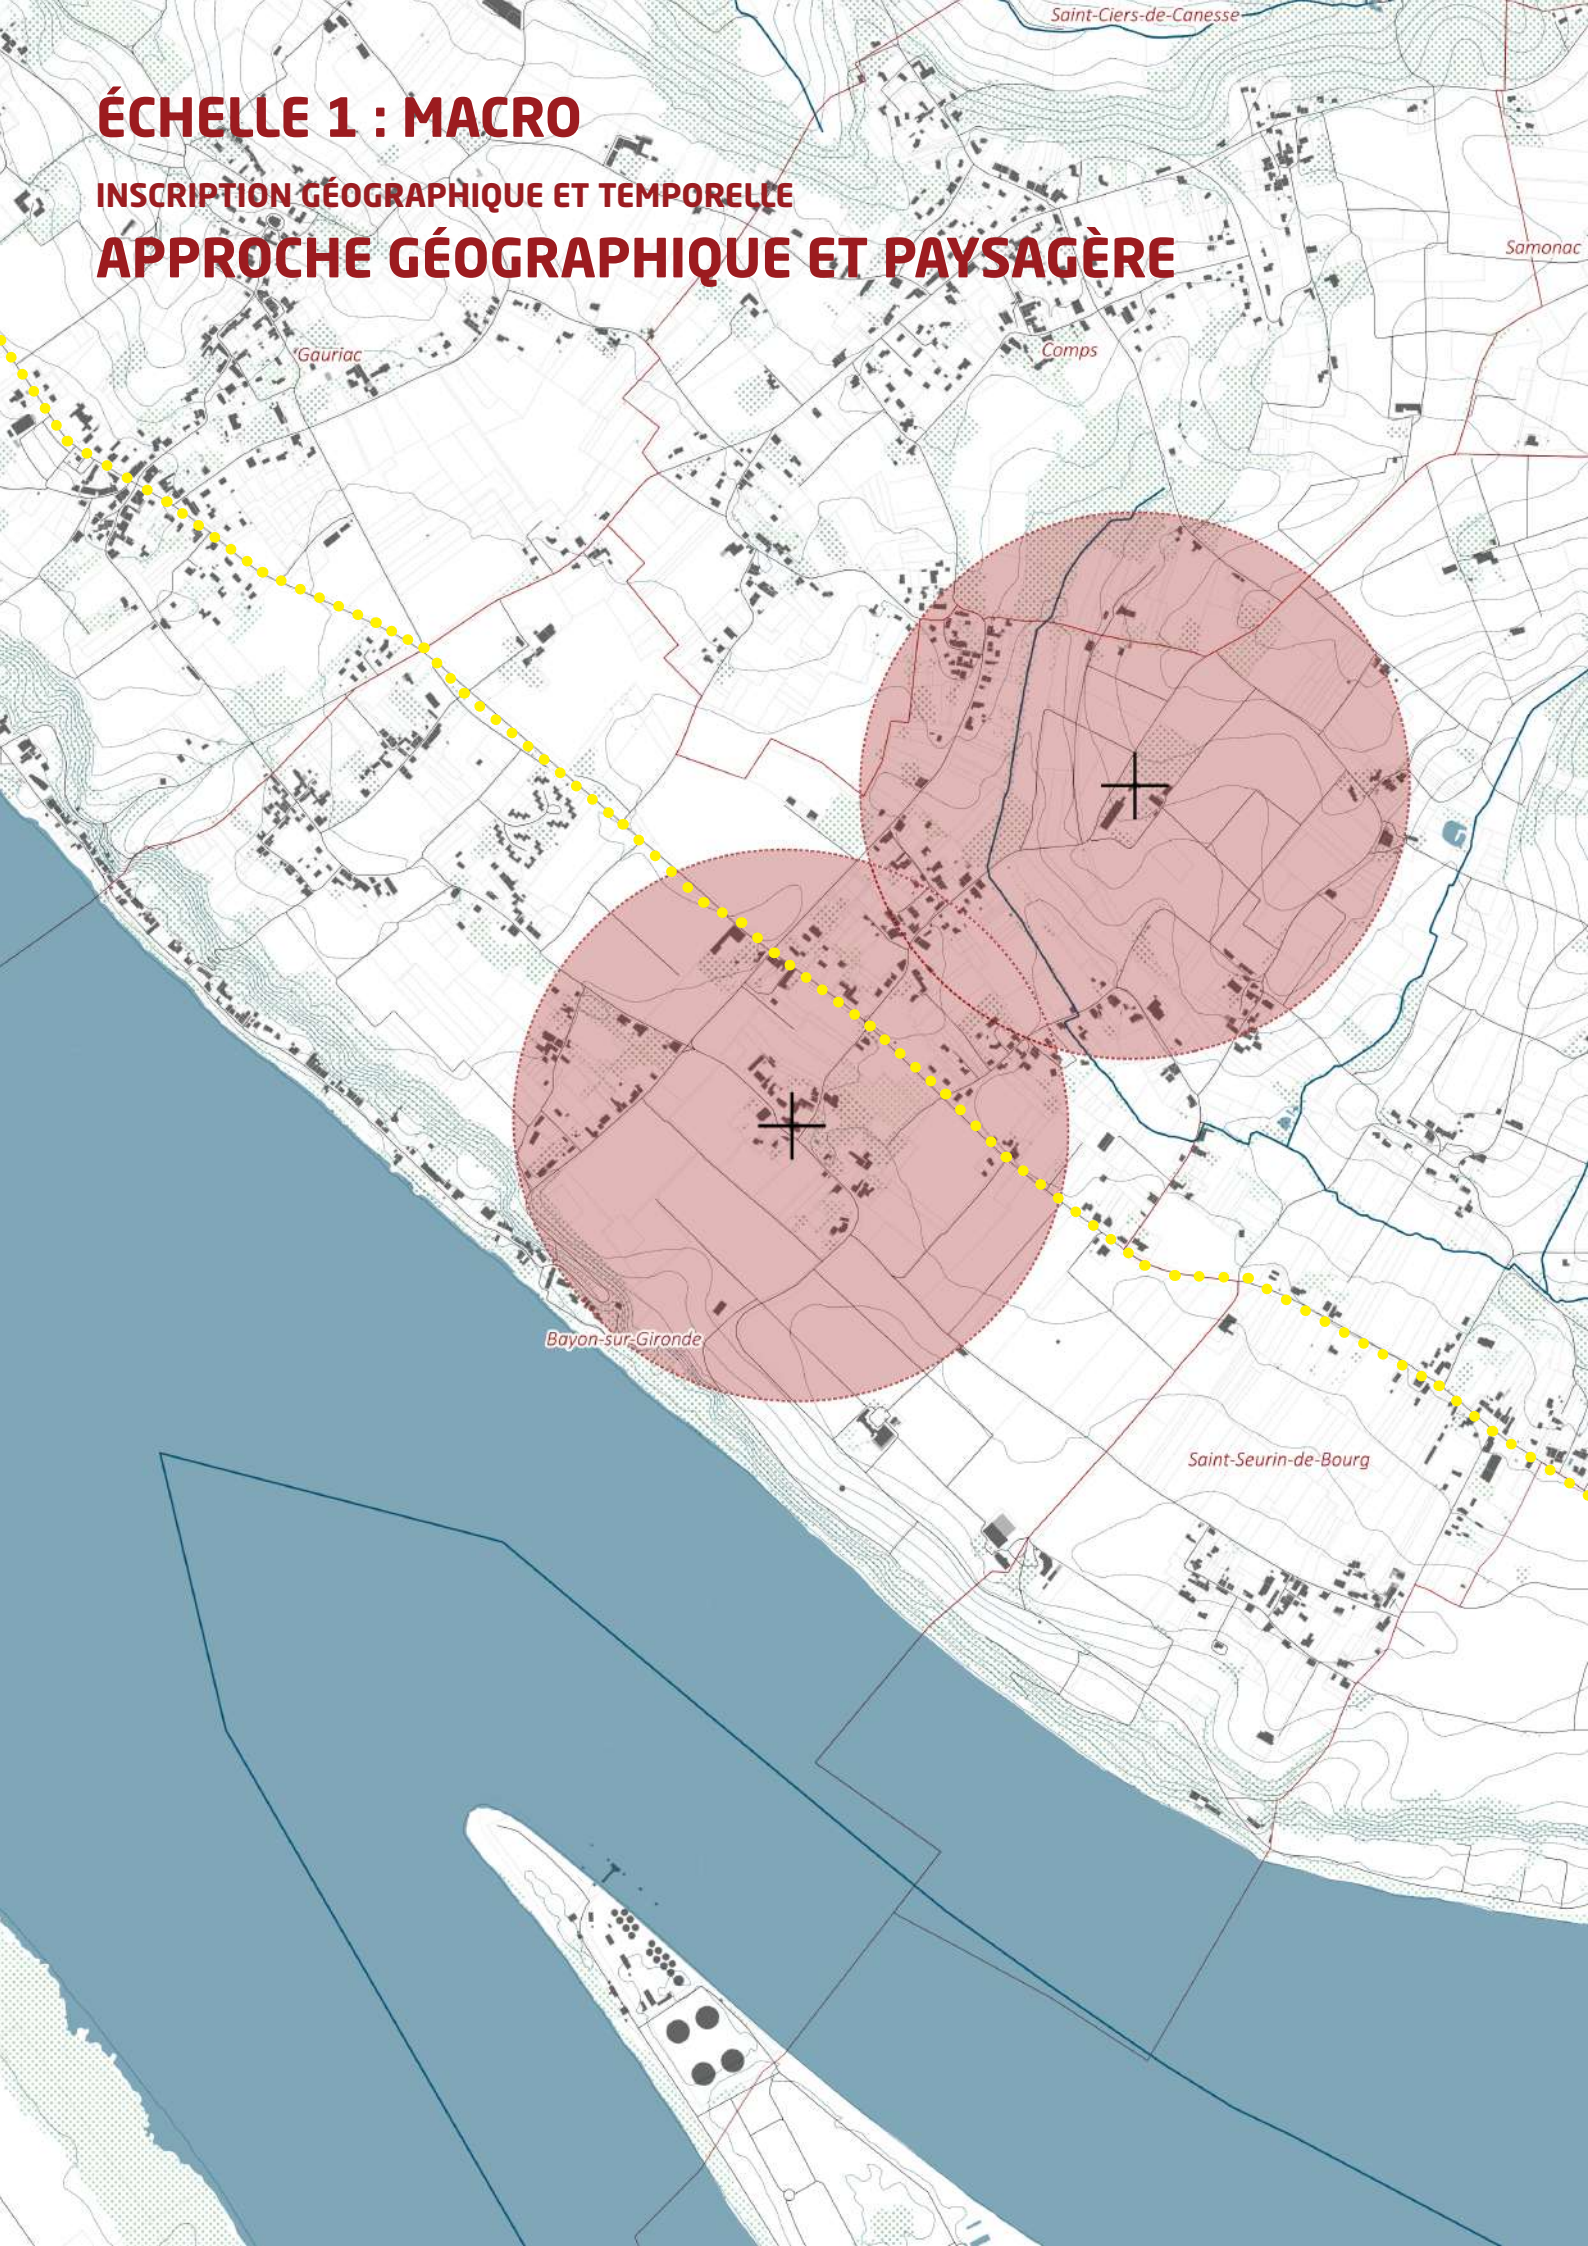 Saint-Ciers-de-Canesse
ÉCHELLE 1 : MACRO
INSCRIPTION GÉOGRAPHIQUE ET TEMPORELLE
APPROCHE GÉOGRAPHIQUE ET PAYSAGÈRE
Samonac
Gauriac
Comps
Bayon-sur-Gironde
Saint-Seurin-de-Bourg